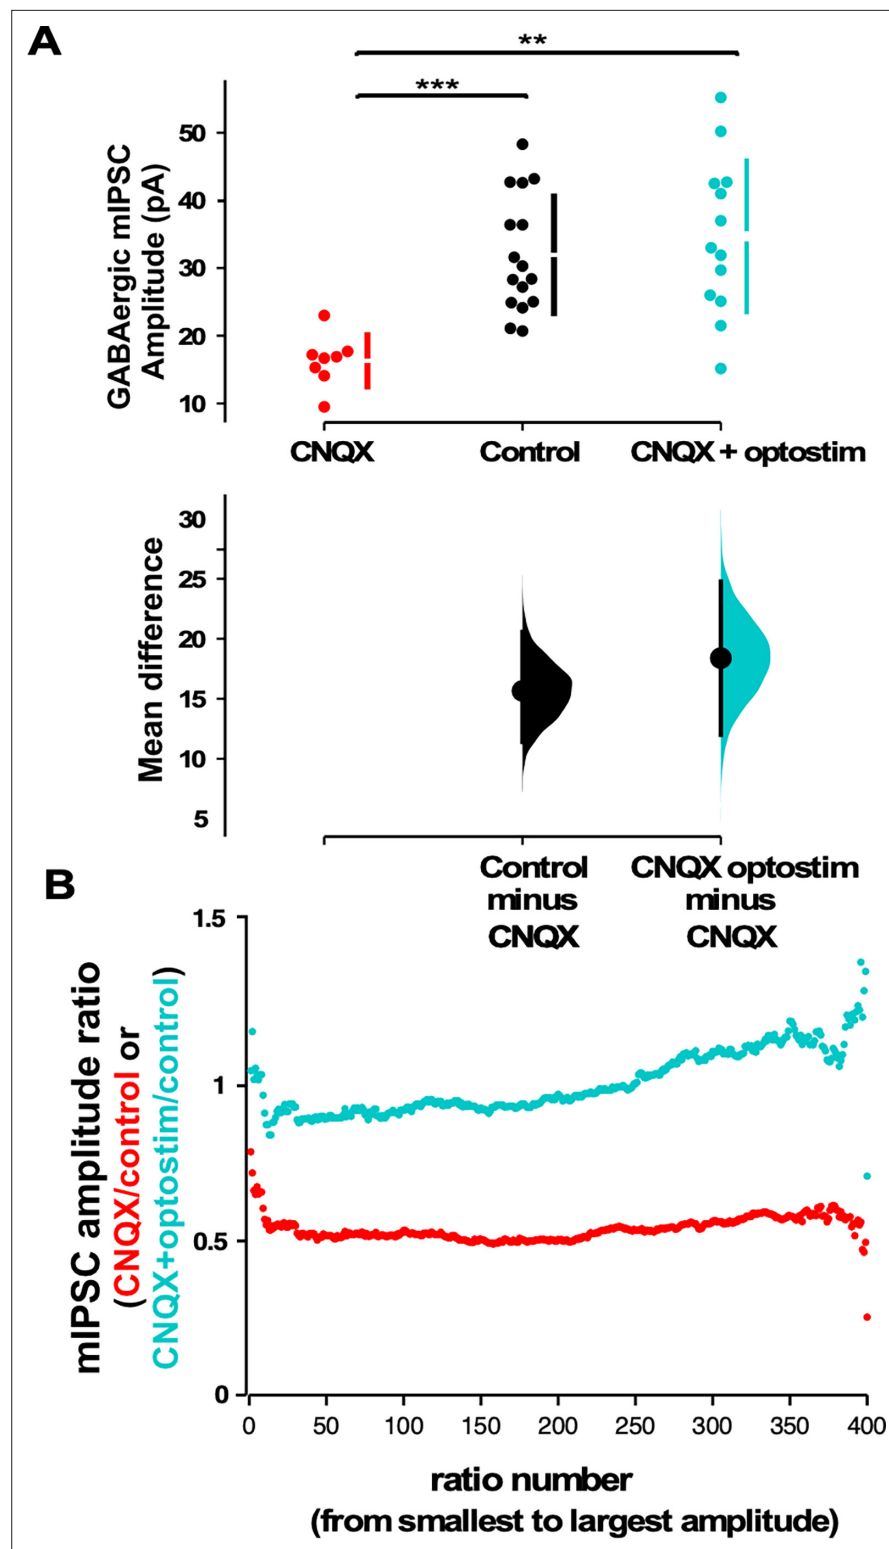 A
**
***
GABAergic mIPSC
Amplitude (pA)
50
40
30
20
10
CNQX
Control
CNQX + optostim
Mean difference
30
25
20
15
10
5
Control
minus
CNQX
CNQX optostim
minus
CNQX
B
mIPSC amplitude ratio
(CNQX/control or
CNQX+optostim/control)
1.5
1
0.5
0
0
50
100
150
200
250
300
350
400
ratio number
(from smallest to largest amplitude)